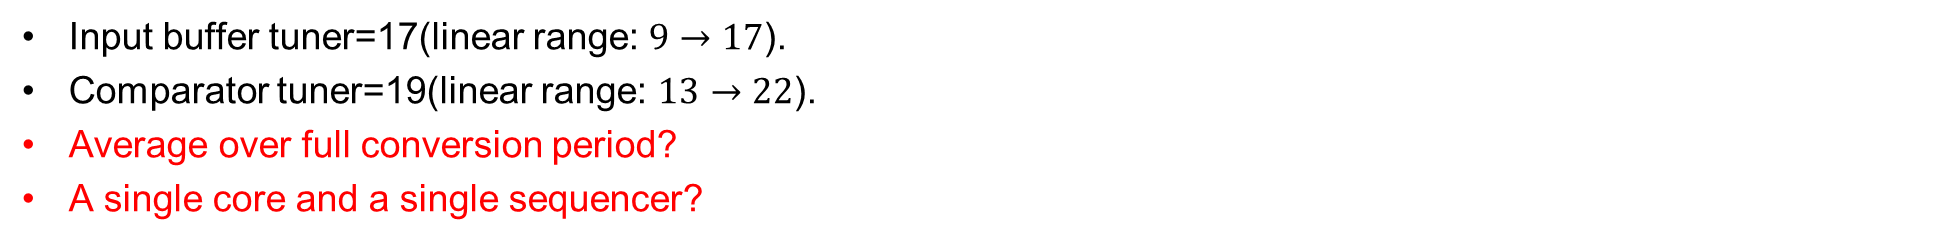 • Input buffer tuner=17(linear range: 9 → 17).
• Comparator tuner=19(linear range: 13 → 22).
• Average over full conversion period?
• A single core and a single sequencer?